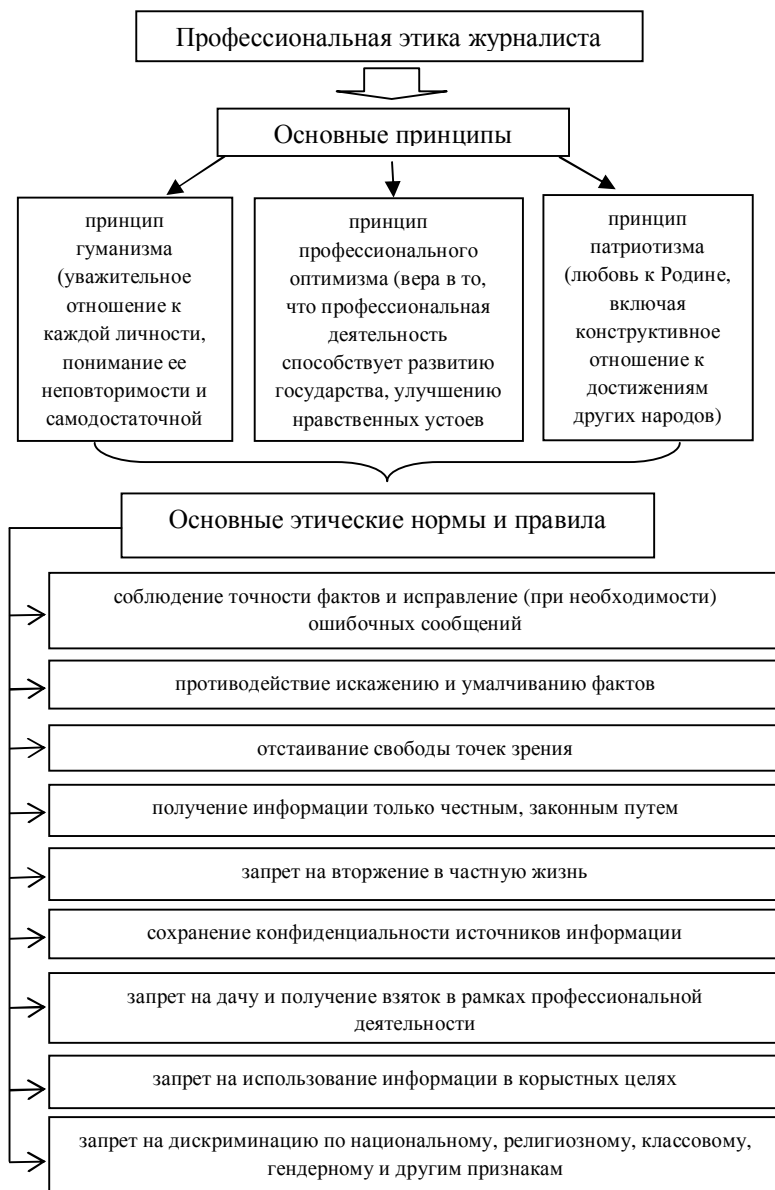 Профессиональная этика журналиста
Основные принципы
принцип
гуманизма
(уважительное
отношение к
каждой личности,
понимание ее
неповторимости и
самодостаточной
принцип
профессионального
оптимизма (вера в то,
что профессиональная
деятельность
способствует развитию
государства, улучшению
нравственных устоев
принцип
патриотизма
(любовь к Родине,
включая
конструктивное
отношение к
достижениям
других народов)
Основные этические нормы и правила
соблюдение точности фактов и исправление (при необходимости)
ошибочных сообщений
противодействие искажению и умалчиванию фактов
отстаивание свободы точек зрения
получение информации только честным, законным путем
запрет на вторжение в частную жизнь
сохранение конфиденциальности источников информации
запрет на дачу и получение взяток в рамках профессиональной
деятельности
запрет на использование информации в корыстных целях
запрет на дискриминацию по национальному, религиозному, классовому,
гендерному и другим признакам